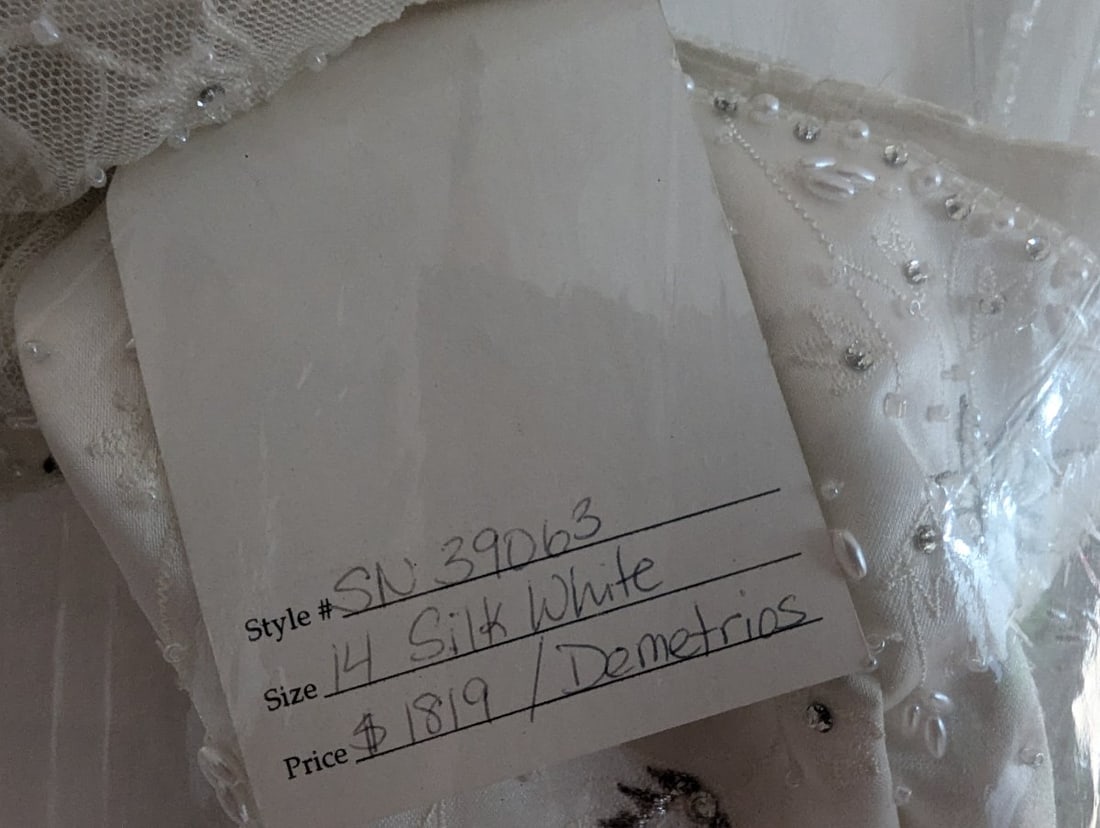 Style # SN 39063
Size 14 Silk White
Price $1819 / Demetrios